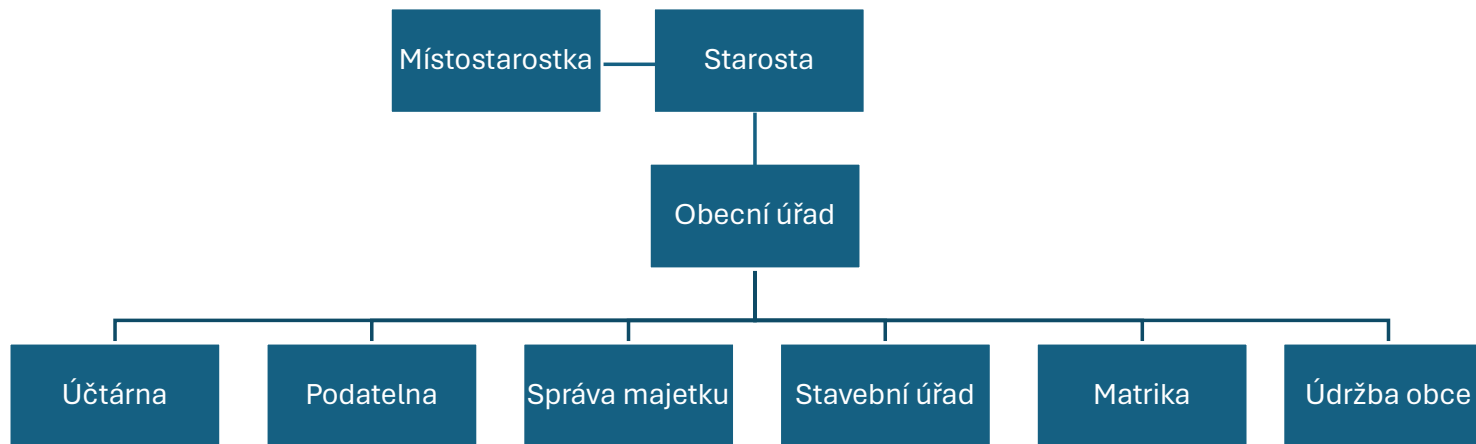 Místostarostka
Starosta
Obecní úřad
Účtárna
Podatelna
Správa majetku
Stavební úřad
Matrika
Údržba obce